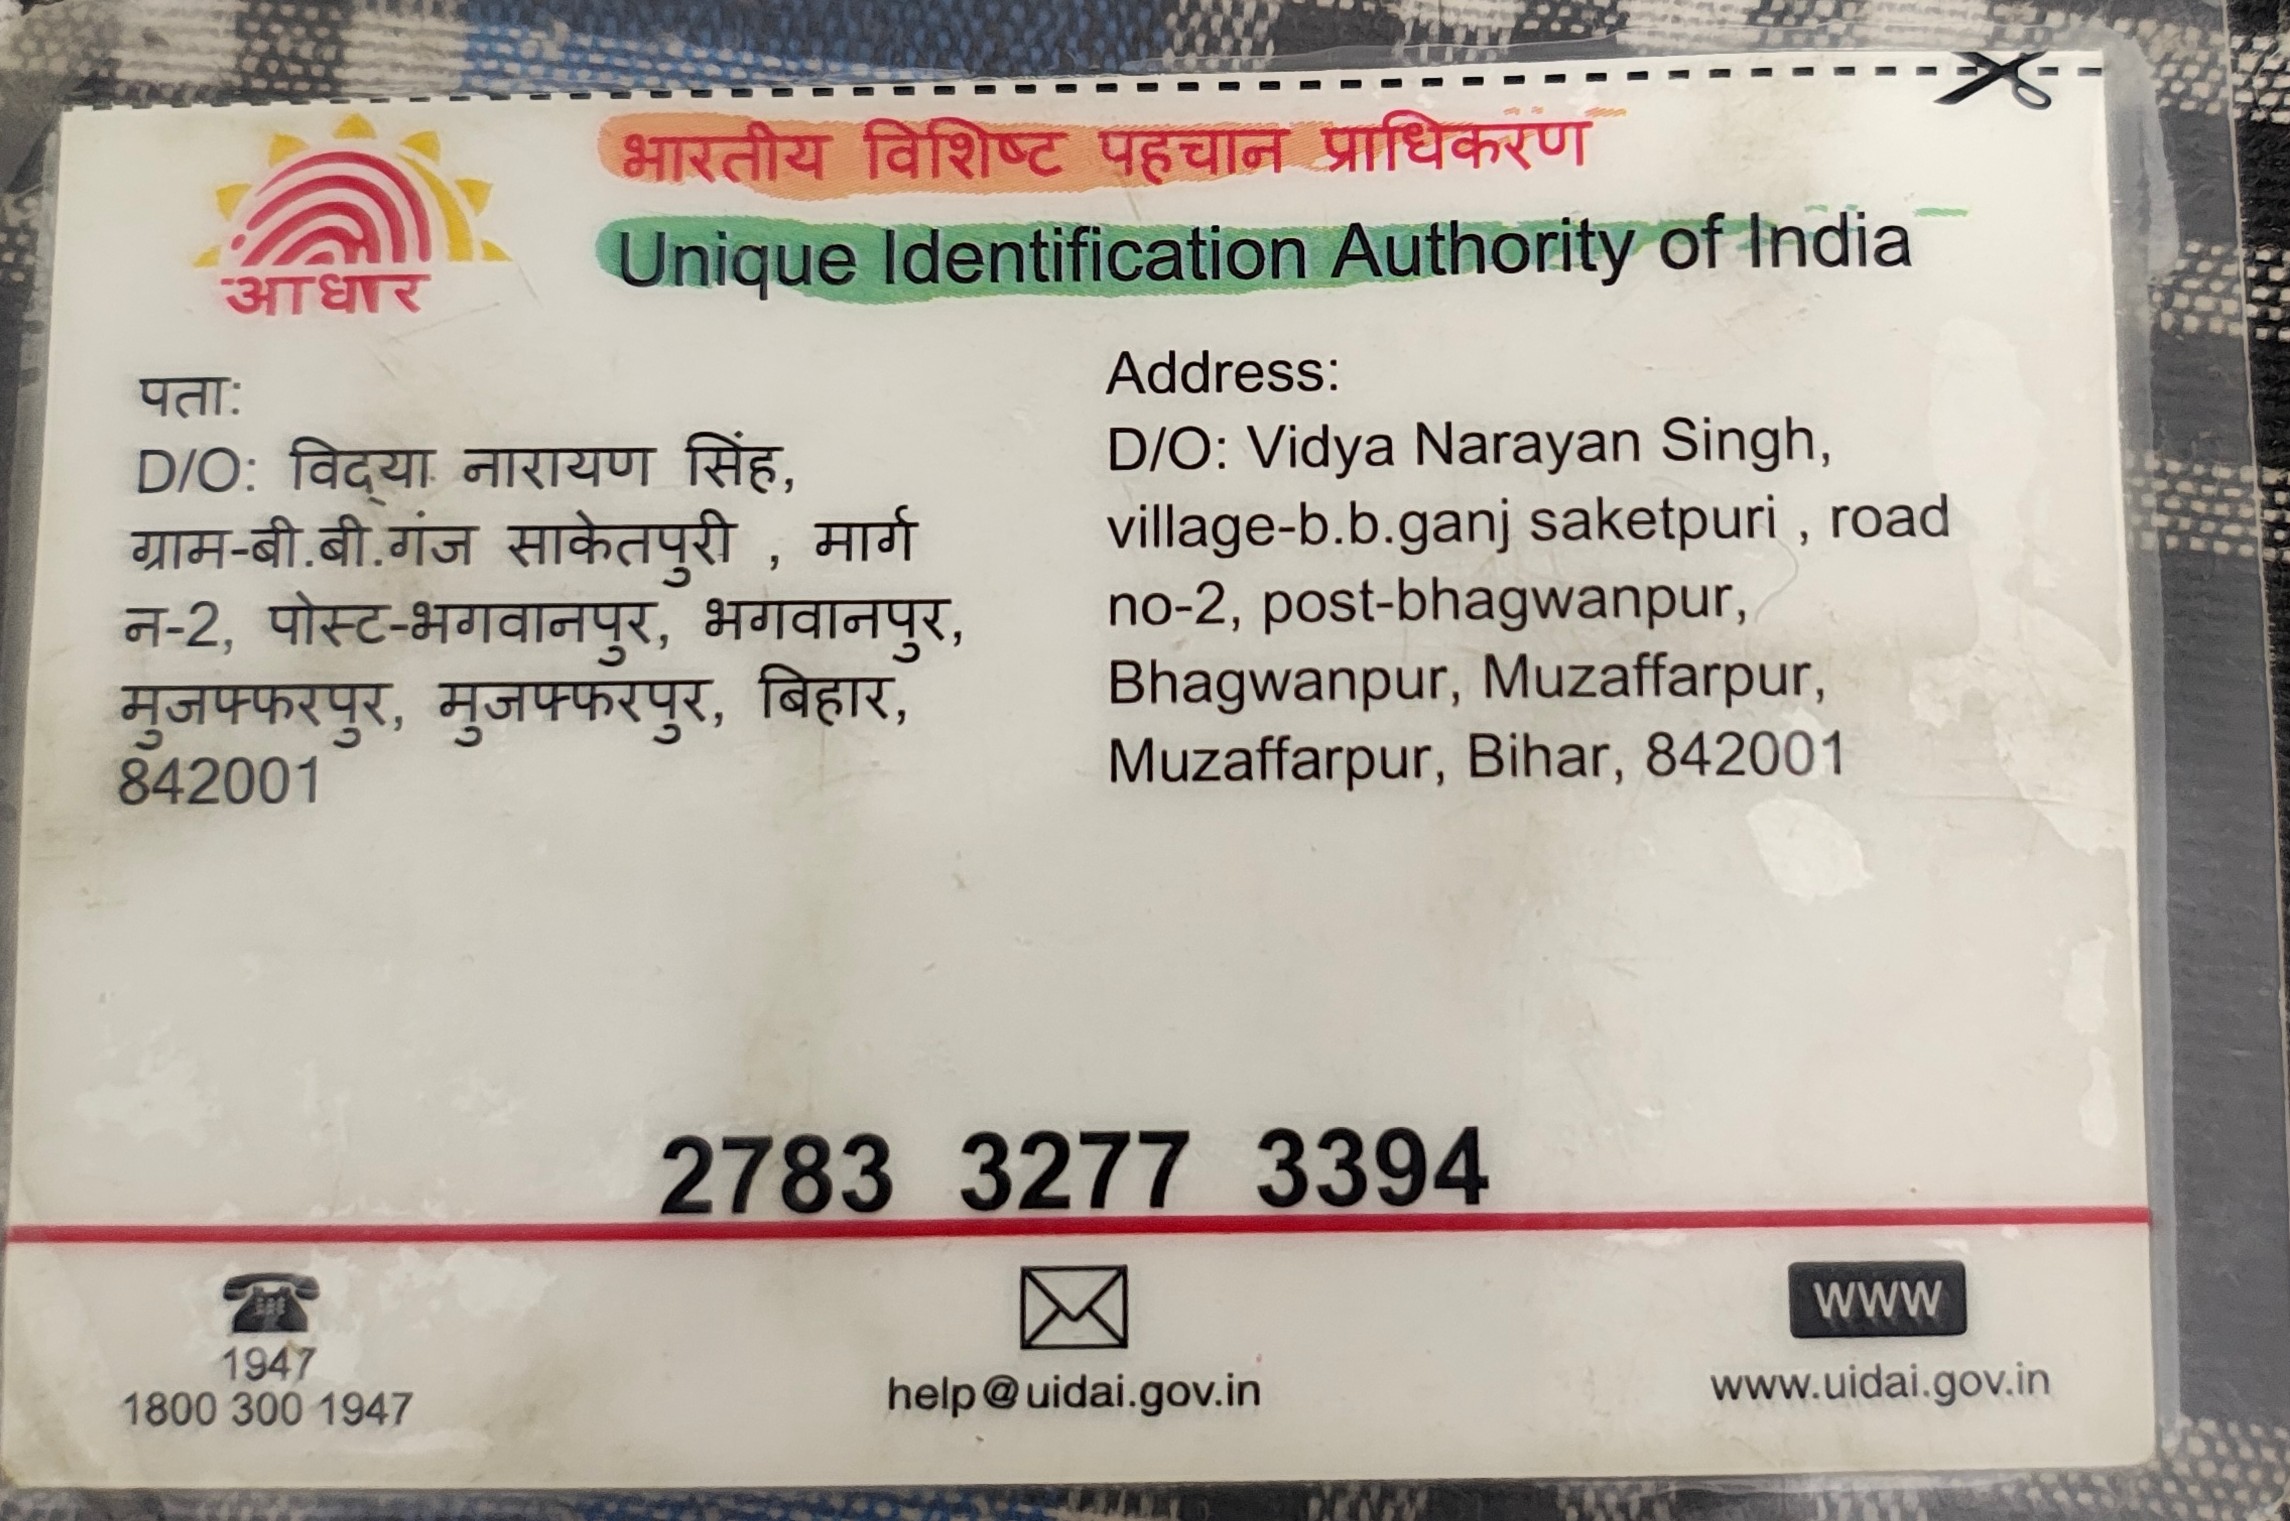 भारतीय विशिष्ट पहचान प्राधिकरण
Unique Identification Authority of India
आधार
पता:
D/O: विद्‌या नारायण सिंह,
ग्राम-बी.बी.गंज साकेतपुरी , मार्ग
न-2, पोस्ट-भगवानपुर, भगवानपुर,
मुजफ्फरपुर, मुजफ्फरपुर, बिहार,
842001
Address:
D/O: Vidya Narayan Singh,
village-b.b.ganj saketpuri , road
no-2, post-bhagwanpur,
Bhagwanpur, Muzaffarpur,
Muzaffarpur, Bihar, 842001
2783 3277 3394
1947
1800 300 1947
help@uidai.gov.in
www
www.uidai.gov.in